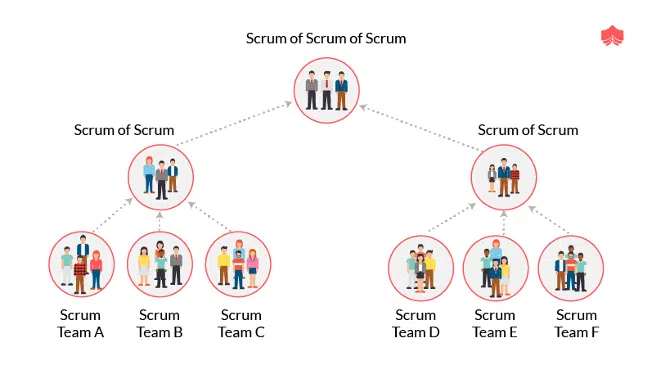 Scrum of Scrum of Scrum
Scrum of Scrum
Scrum of Scrum
Scrum
Team A
Scrum
Team B
Scrum
Team C
Scrum
Team D
Scrum
Team E
Scrum
Team F